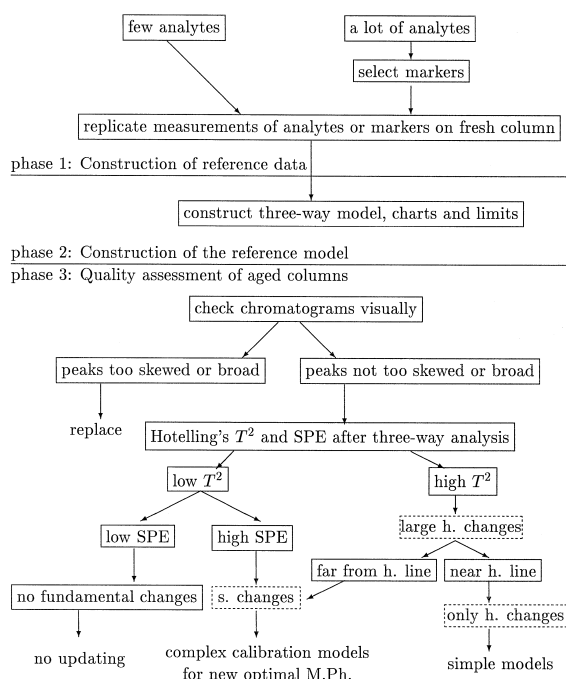 few analytes
a lot of analytes
select markers
replicate measurements of analytes or markers on fresh column
phase 1: Construction of reference data
construct three-way model, charts and limits
phase 2: Construction of the reference model
phase 3: Quality assessment of aged columns
check chromatograms visually
peaks too skewed or broad
peaks not too skewed or broad
replace
Hotelling's T² and SPE after three-way analysis
low T²
high T²
large h. changes
low SPE
high SPE
far from h. line
near h. line
no fundamental changes
s. changes
only h. changes
no updating
complex calibration models
for new optimal M.Ph.
simple models